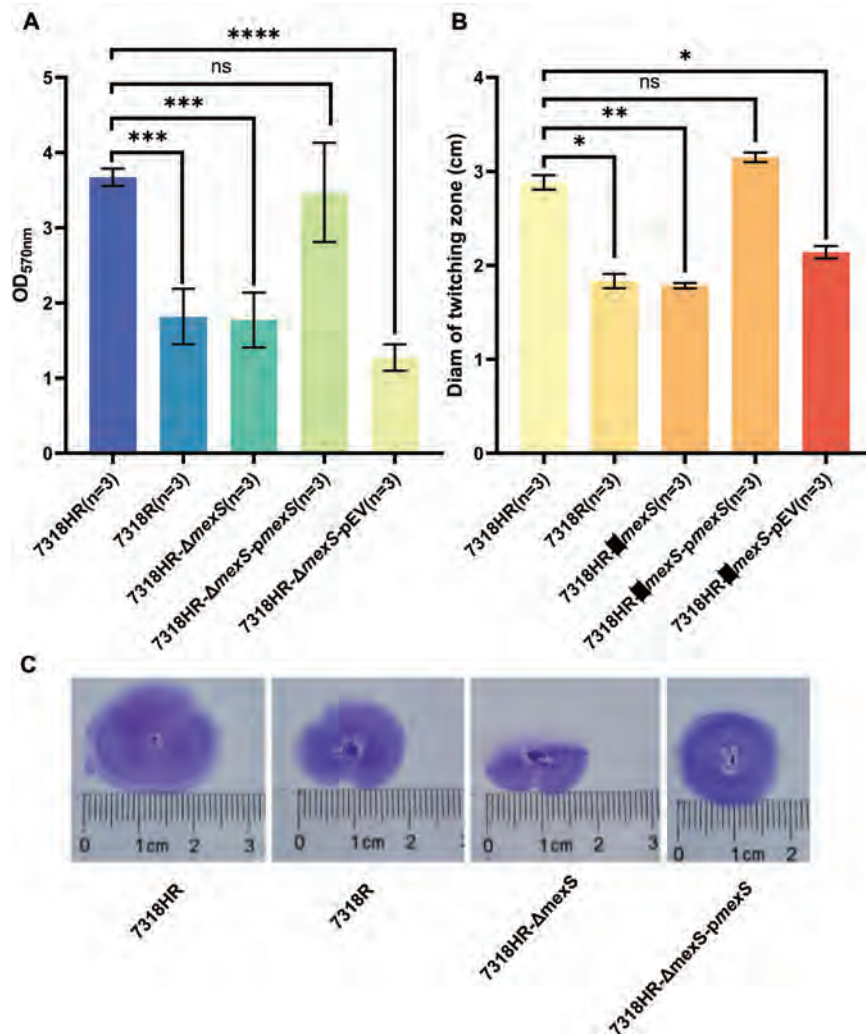 A
****
ns
***
***
5
4
3
2
1
0
OD570nm
7318HR(n=3)
7318R(n=3)
7318HR-ΔmexS(n=3)
7318HR-ΔmexS-pmexS(n=3)
7318HR-ΔmexS-pEV(n=3)
B
*
ns
**
*
4
3
2
1
0
Diam of twitching zone (cm)
7318HR(n=3)
7318R(n=3)
7318HR-mexS(n=3)
7318HR-mexS-pmexS(n=3)
7318HR-mexS-pEV(n=3)
C
0 1cm 2 3
0 1cm 2
0 1cm 2 3
0 1cm 2
7318HR
7318R
7318HR-ΔmexS
7318HR-ΔmexS-pmexS